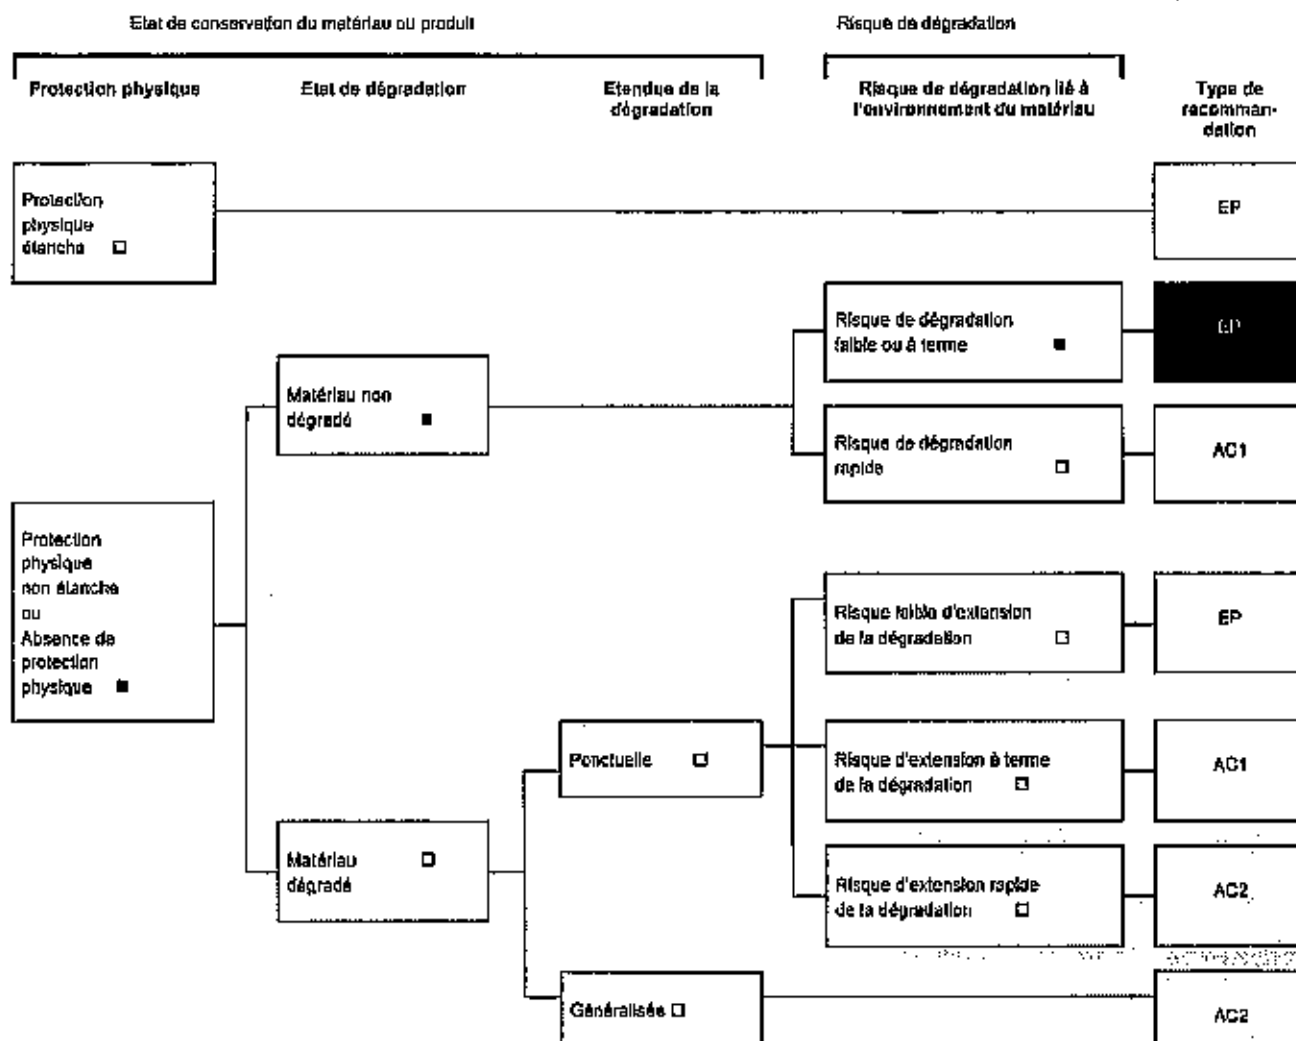 Etat de conservation du matériau ou produit
Risque de dégradation
Protection physique
Etat de dégradation
Etendue de la
dégradation
Risque de dégradation lié à
l'environnement du matériau
Type de
recomman-
dation
Protection
physique
étanche
EP
Risque de dégradation
faible ou à terme
EP
Matériau non
dégradé
Risque de dégradation
rapide
AC1
Protection
physique
non étanche
ou
Absence de
protection
physique
Risque faible d'extension
de la dégradation
EP
Ponctuelle
Risque d'extension à terme
de la dégradation
AC1
Matériau
dégradé
Risque d'extension rapide
de la dégradation
AC2
Généralisée
AC2